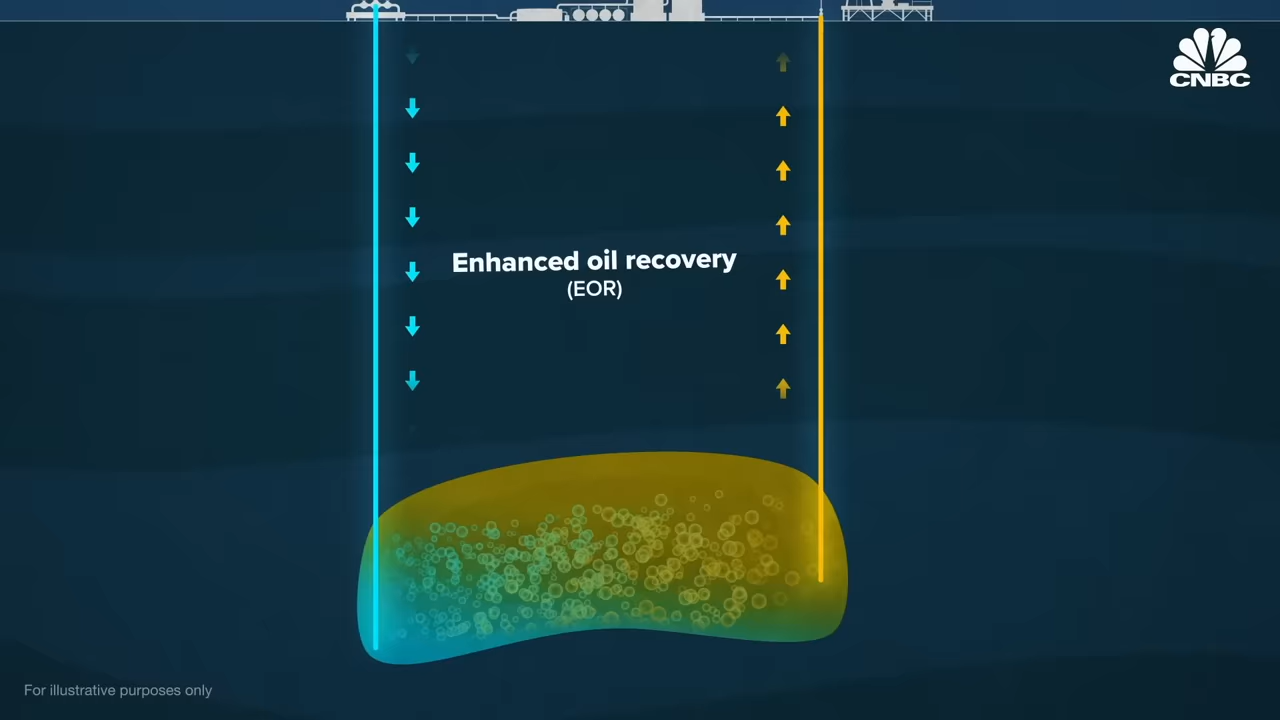 CNBC
Enhanced oil recovery
(EOR)
For illustrative purposes only